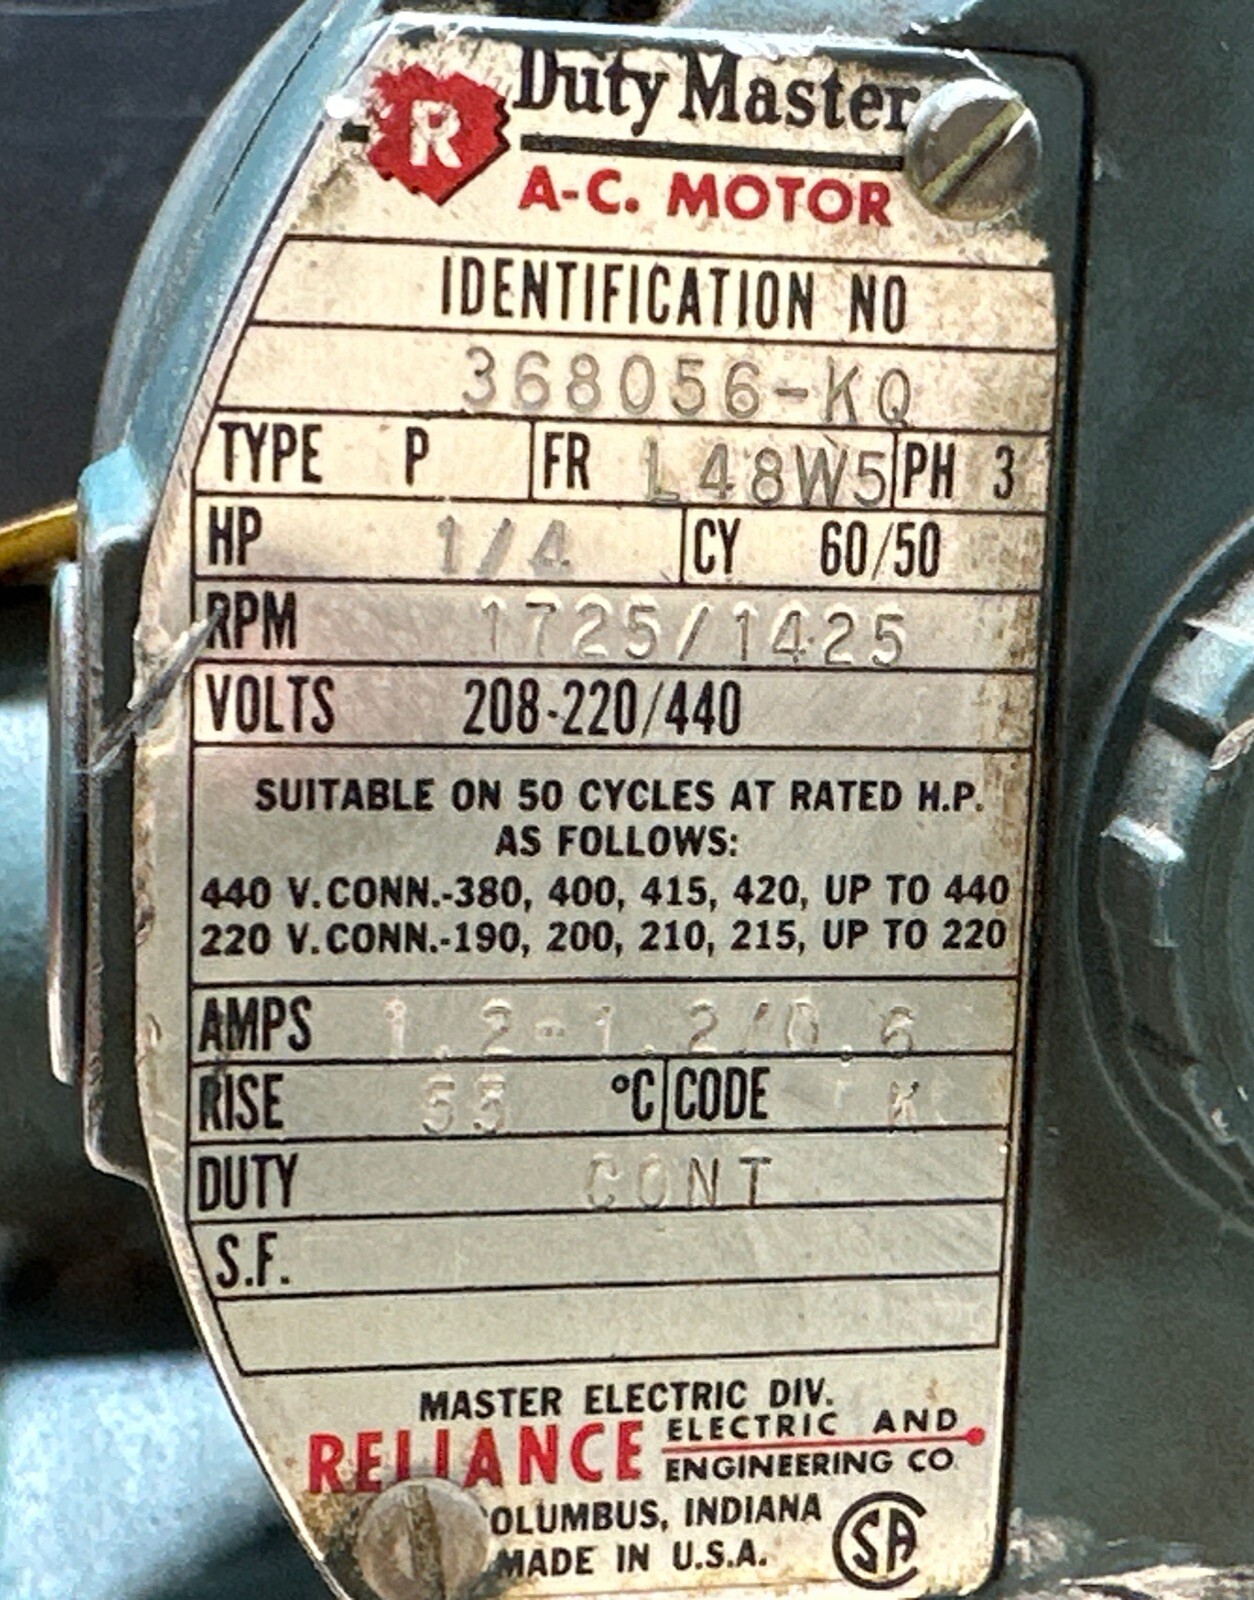 R Duty Master
A-C. MOTOR
IDENTIFICATION NO
368056-KQ
TYPE P FR L48W5 PH 3
HP 1/4 CY 60/50
RPM 1725/1425
VOLTS 208-220/440
SUITABLE ON 50 CYCLES AT RATED H.P.
AS FOLLOWS:
440 V.CONN.-380, 400, 415, 420, UP TO 440
220 V.CONN.-190, 200, 210, 215, UP TO 220
AMPS 1.2-1.2/0.6
RISE 55 °C CODE K
DUTY CONT
S.F.
MASTER ELECTRIC DIV.
RELIANCE ELECTRIC AND
ENGINEERING CO
OLUMBUS, INDIANA
MADE IN U.S.A.
SA